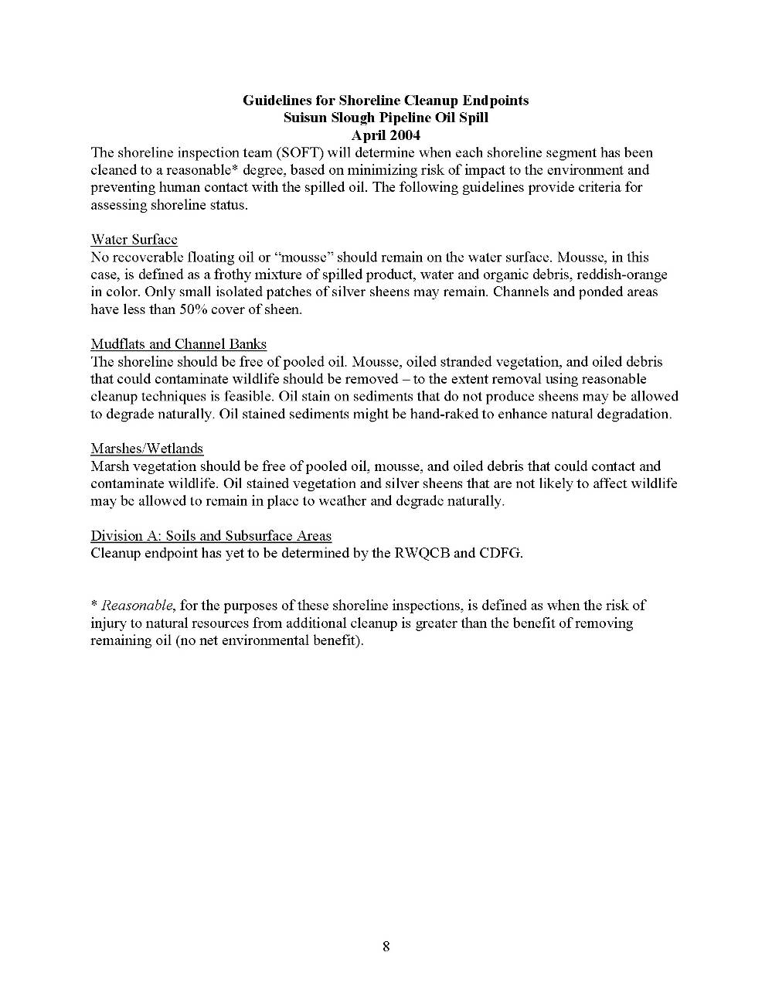 Guidelines for Shoreline Cleanup Endpoints
Suisun Slough Pipeline Oil Spill
April 2004
The shoreline inspection team (SOFT) will determine when each shoreline segment has been
cleaned to a reasonable* degree, based on minimizing risk of impact to the environment and
preventing human contact with the spilled oil. The following guidelines provide criteria for
assessing shoreline status.
Water Surface
No recoverable floating oil or “mousse” should remain on the water surface. Mousse, in this
case, is defined as a frothy mixture of spilled product, water and organic debris, reddish-orange
in color. Only small isolated patches of silver sheens may remain. Channels and ponded areas
have less than 50% cover of sheen.
Mudflats and Channel Banks
The shoreline should be free of pooled oil. Mousse, oiled stranded vegetation, and oiled debris
that could contaminate wildlife should be removed – to the extent removal using reasonable
cleanup techniques is feasible. Oil stain on sediments that do not produce sheens may be allowed
to degrade naturally. Oil stained sediments might be hand-raked to enhance natural degradation.
Marshes/Wetlands
Marsh vegetation should be free of pooled oil, mousse, and oiled debris that could contact and
contaminate wildlife. Oil stained vegetation and silver sheens that are not likely to affect wildlife
may be allowed to remain in place to weather and degrade naturally.
Division A: Soils and Subsurface Areas
Cleanup endpoint has yet to be determined by the RWQCB and CDFG.
* Reasonable, for the purposes of these shoreline inspections, is defined as when the risk of
injury to natural resources from additional cleanup is greater than the benefit of removing
remaining oil (no net environmental benefit).
8